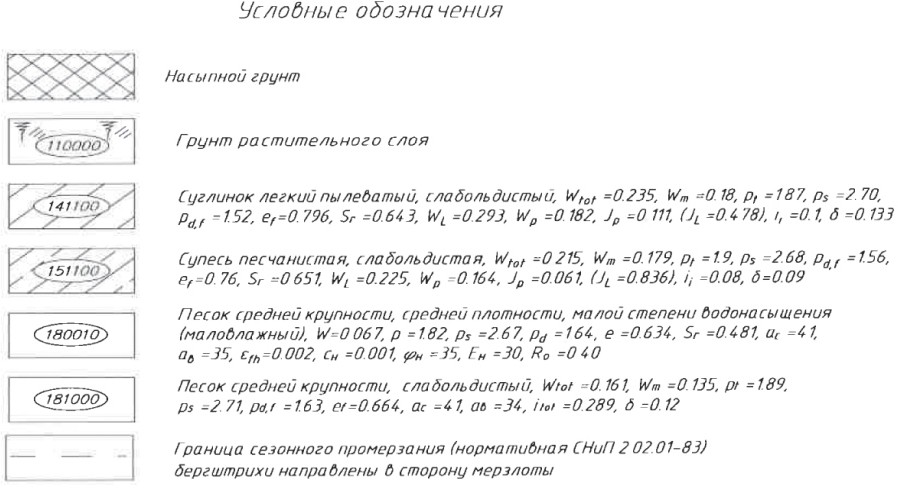 Условные обозначения
Насыпной грунт
110000
Грунт растительного слоя
141100
Суглинок легкий пылеватый, слабольдистый, Wtot =0.235, Wm =0.18, ρf =1.87, ρs =2.70,
ρd,f =1.52, ef=0.796, Sr =0.643, WL =0.293, Wp =0.182, Jp =0.111, (JL =0.478), ii =0.1, δ =0.133
151100
Супесь песчанистая, слабольдистая, Wtot =0.215, Wm =0.179, ρf =1.9, ρs =2.68, ρd,f =1.56,
ef=0.76, Sr =0.651, WL =0.225, Wp =0.164, Jp =0.061, (JL =0.836), ii =0.08, δ=0.09
180010
Песок средней крупности, средней плотности, малой степени водонасыщения
(маловлажный), W=0.067, ρ =1.82, ρs =2.67, ρd =1.64, e =0.634, Sr =0.481, αc =41,
αв =35, εfh=0.002, cн =0.001, φн =35, Eн =30, Ro =0.40
181000
Песок средней крупности, слабольдистый, Wtot =0.161, Wm =0.135, ρf =1.89,
ρs =2.71, ρd,f =1.63, ef=0.664, αc =41, αв =34, itot =0.289, δ =0.12
Граница сезонного промерзания (нормативная СНиП 2.02.01-83)
бергштрихи направлены в сторону мерзлоты